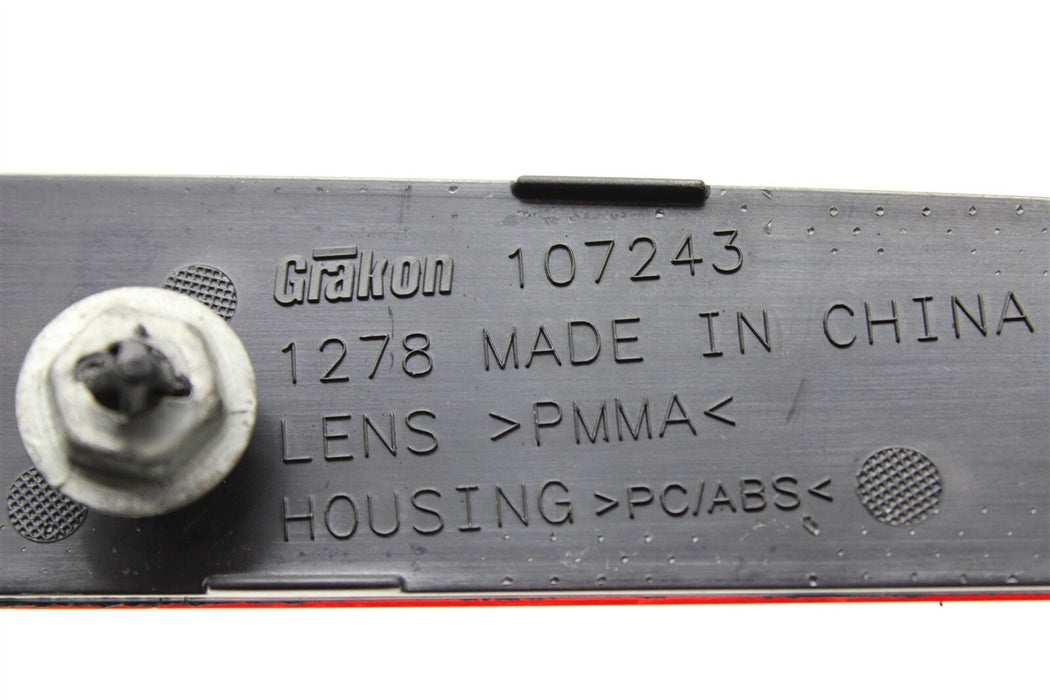 Grakon 107243
1278 MADE IN CHINA
LENS >PMMA<
HOUSING >PC/ABS<